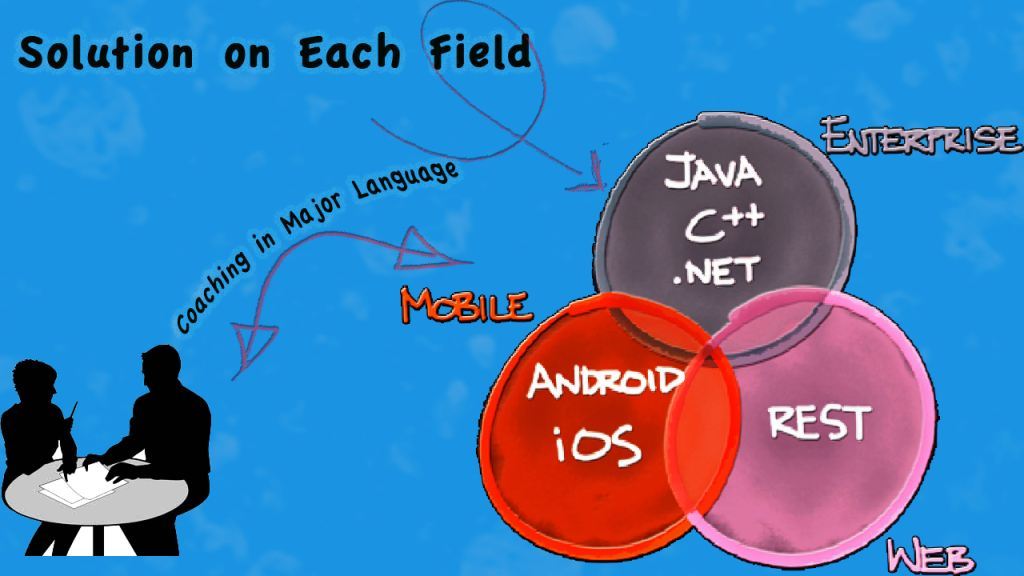 Solution on Each Field
Coaching in Major Language
ENTERPRISE
JAVA
C++
.NET
MOBILE
ANDROID
iOS
REST
WEB